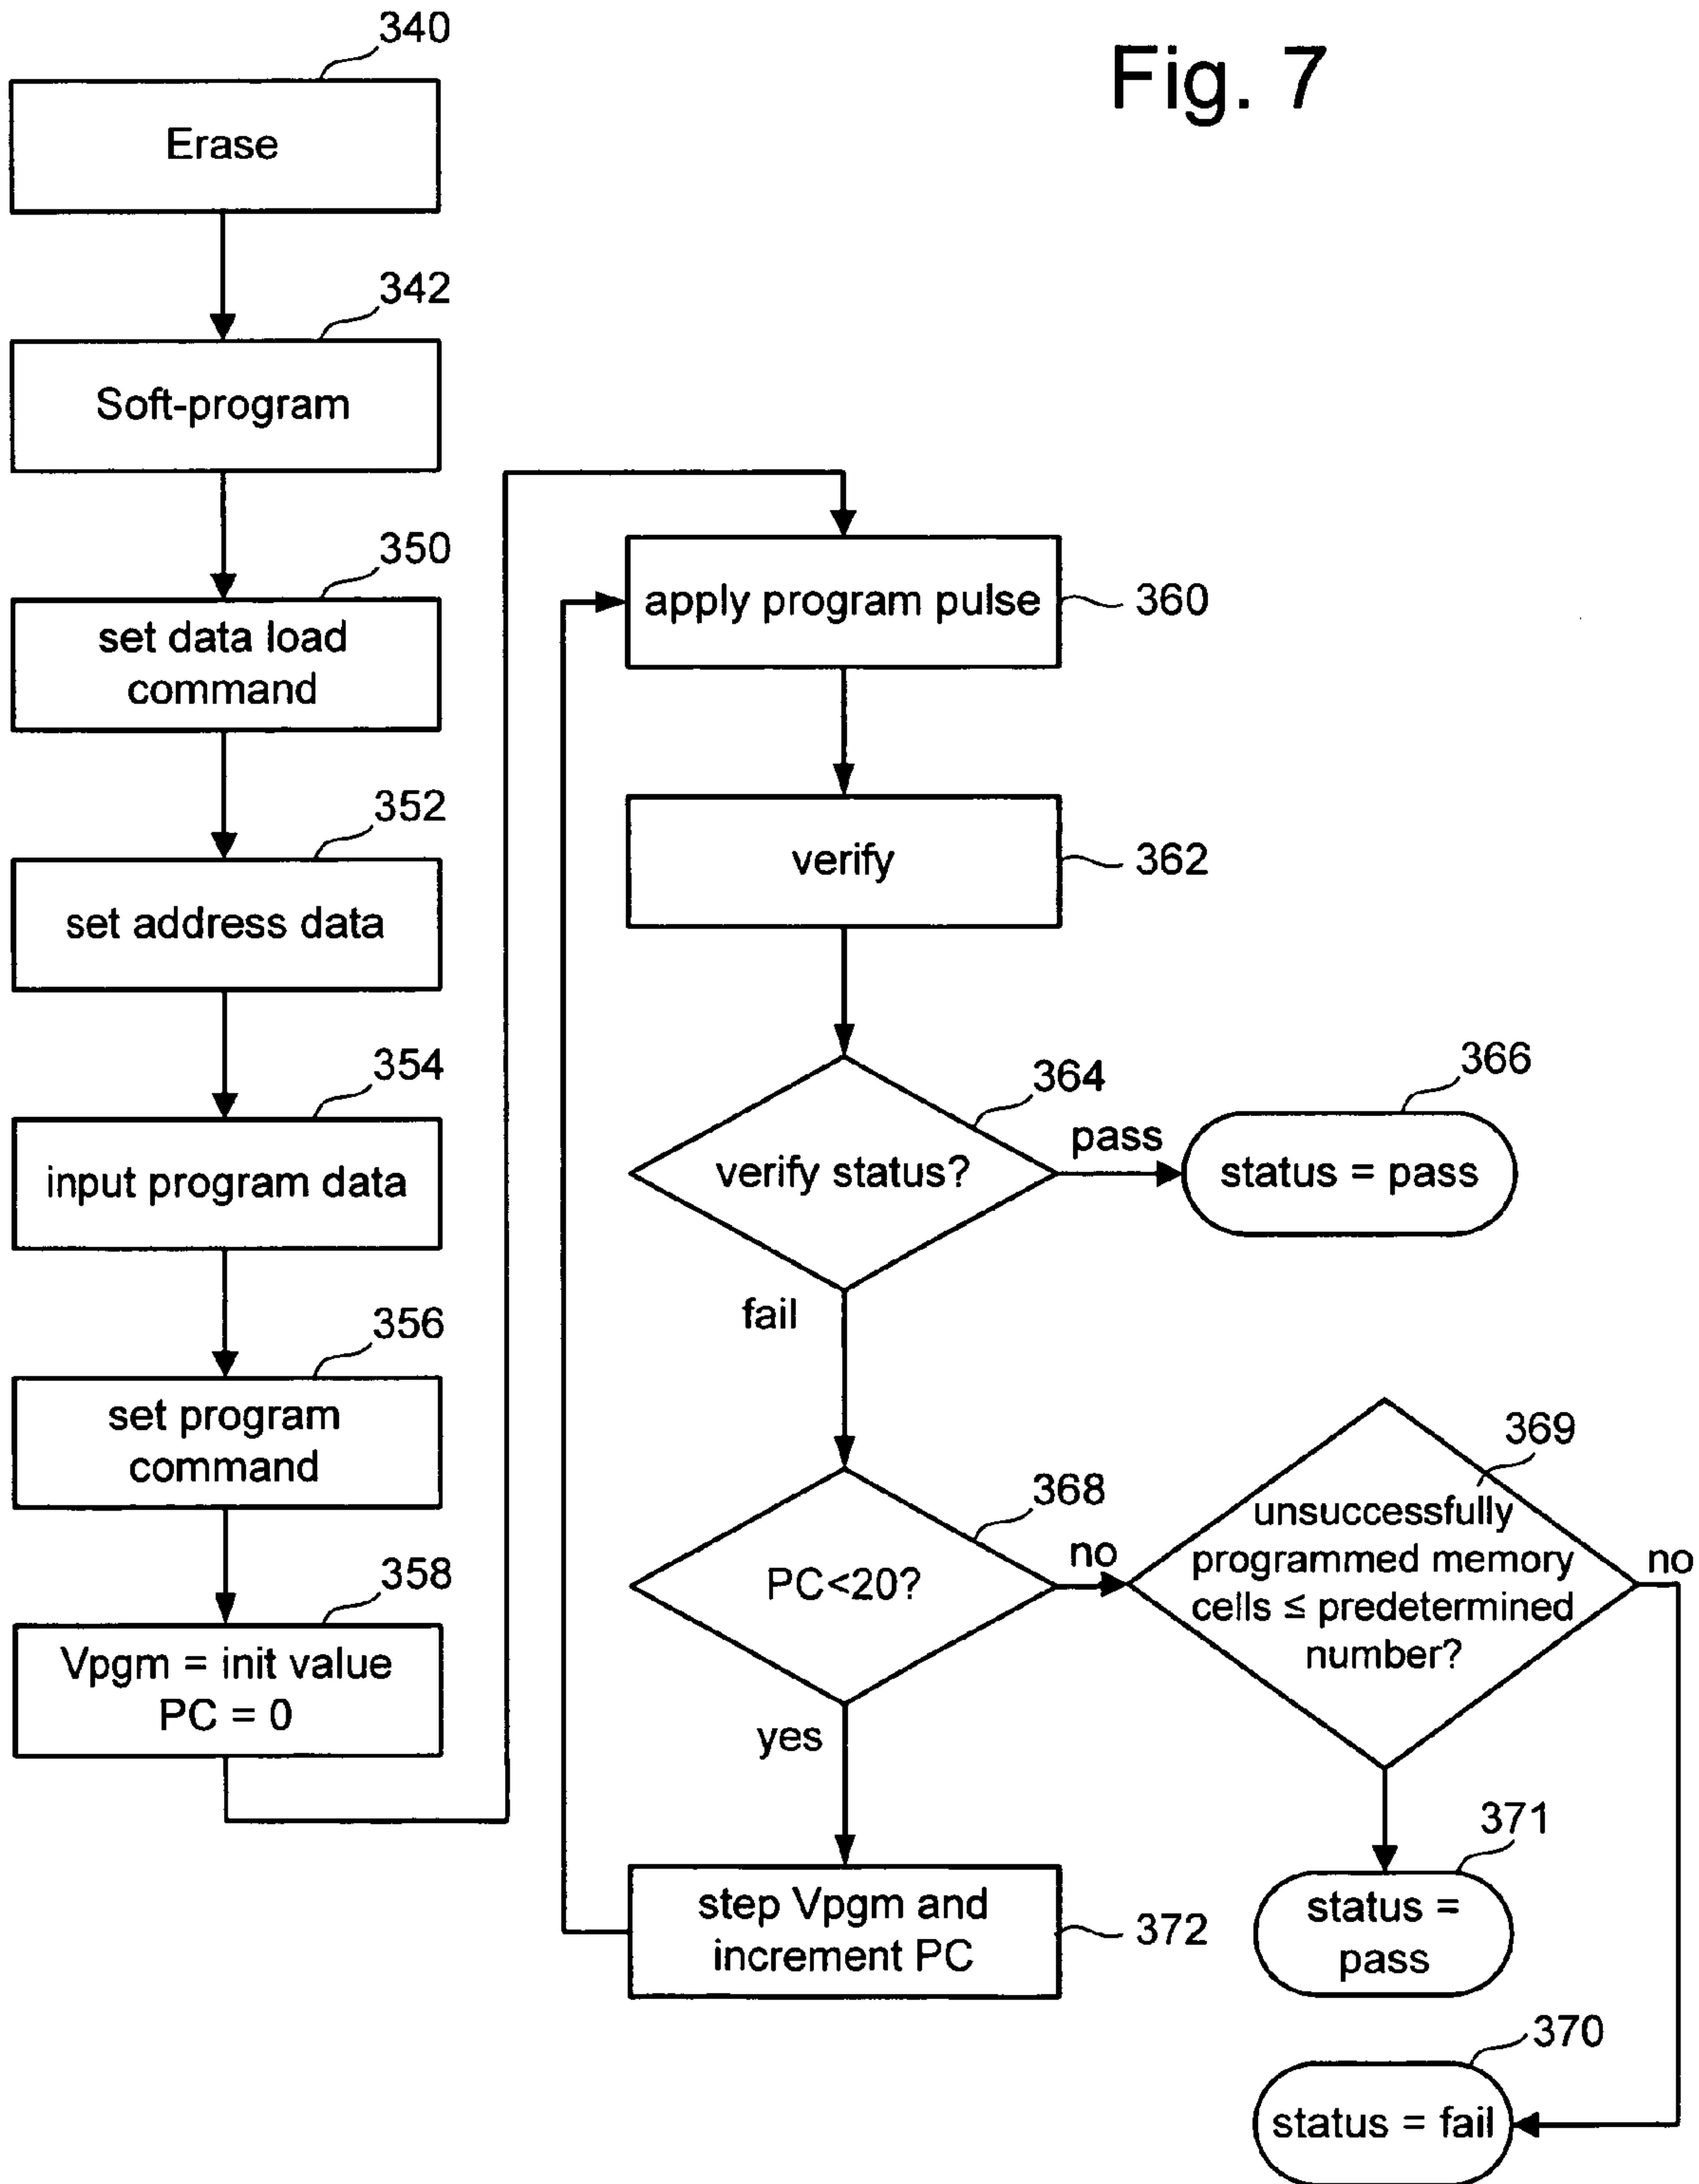 Fig. 7
340
Erase
342
Soft-program
350
set data load
command
352
set address data
354
input program data
356
set program
command
358
Vpgm = init value
PC = 0
apply program pulse
360
verify
362
364
verify status?
pass
366
status = pass
fail
368
PC<20?
no
369
unsuccessfully
programmed memory
cells ≤ predetermined
number?
no
yes
371
status =
pass
step Vpgm and
increment PC
372
370
status = fail